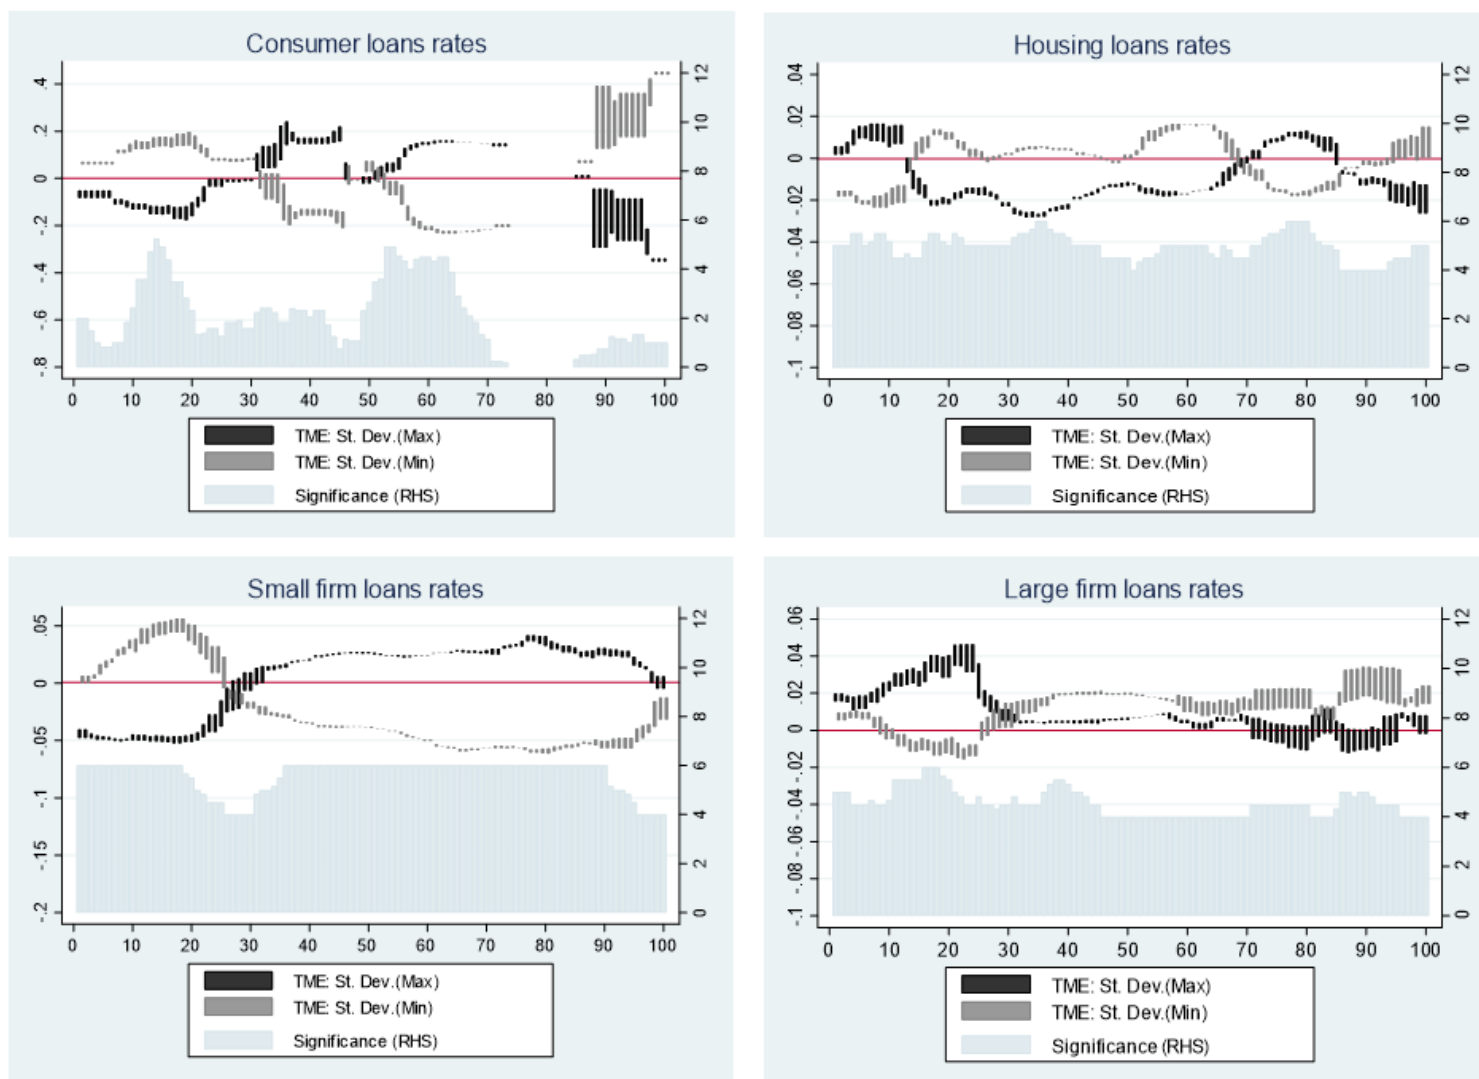 Consumer loans rates
.4
.2
0
-.2
-.4
-.6
-.8
12
10
8
6
4
2
0
0 10 20 30 40 50 60 70 80 90 100
TME: St. Dev.(Max)
TME: St. Dev.(Min)
Significance (RHS)
Housing loans rates
.04
.02
0
-.02
-.04
-.06
-.08
-.1
12
10
8
6
4
2
0
0 10 20 30 40 50 60 70 80 90 100
TME: St. Dev.(Max)
TME: St. Dev.(Min)
Significance (RHS)
Small firm loans rates
.05
0
-.05
-.1
-.15
-.2
12
10
8
6
4
2
0
0 10 20 30 40 50 60 70 80 90 100
TME: St. Dev.(Max)
TME: St. Dev.(Min)
Significance (RHS)
Large firm loans rates
.06
.04
.02
0
-.02
-.04
-.06
-.08
-.1
12
10
8
6
4
2
0
0 10 20 30 40 50 60 70 80 90 100
TME: St. Dev.(Max)
TME: St. Dev.(Min)
Significance (RHS)